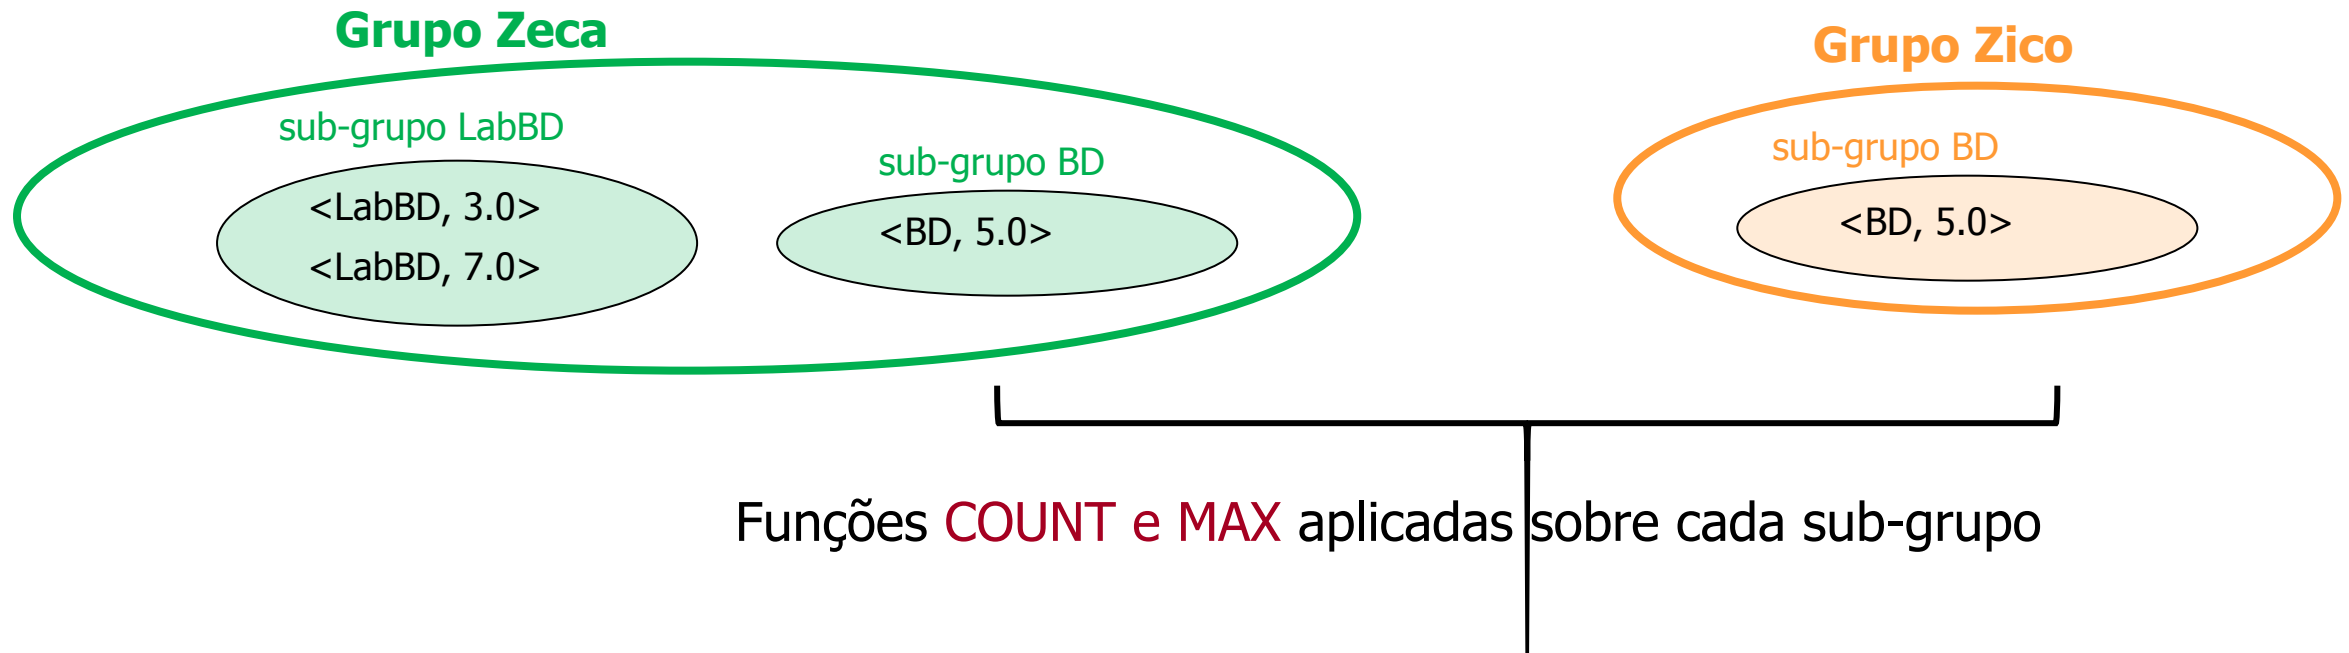 Grupo Zeca
sub-grupo LabBD
<LabBD, 3.0>
<LabBD, 7.0>
sub-grupo BD
<BD, 5.0>
Grupo Zico
sub-grupo BD
<BD, 5.0>
Funções COUNT e MAX aplicadas sobre cada sub-grupo